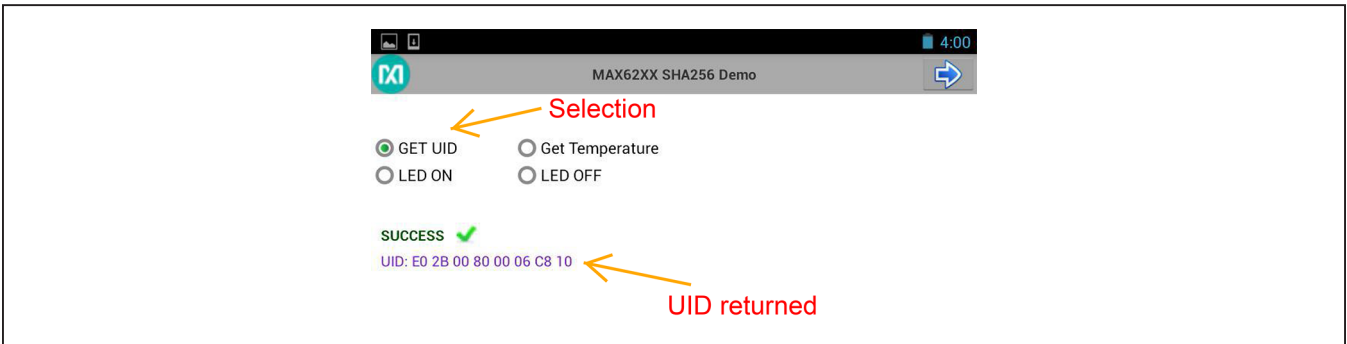 4:00
MAX62XX SHA256 Demo
Selection
GET UID Get Temperature
LED ON LED OFF
SUCCESS
UID: E0 2B 00 80 00 06 C8 10
UID returned